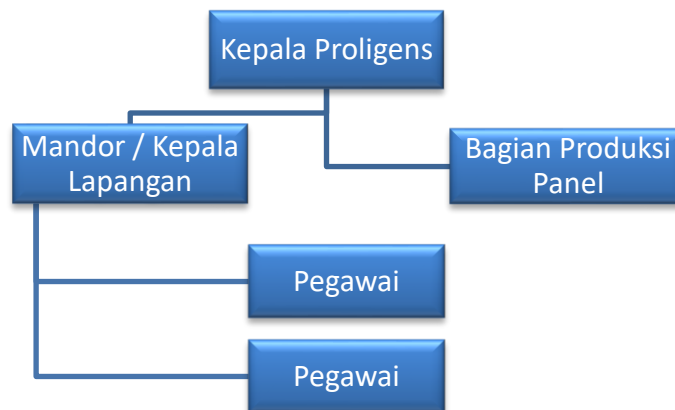 Kepala Proligens
Mandor / Kepala
Lapangan
Bagian Produksi
Panel
Pegawai
Pegawai